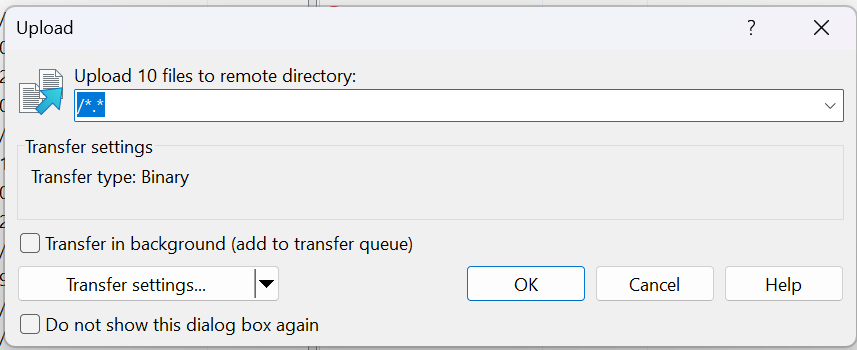 Upload
?
Upload 10 files to remote directory:
/*.*
Transfer settings
Transfer type: Binary
Transfer in background (add to transfer queue)
Transfer settings...
OK
Cancel
Help
Do not show this dialog box again